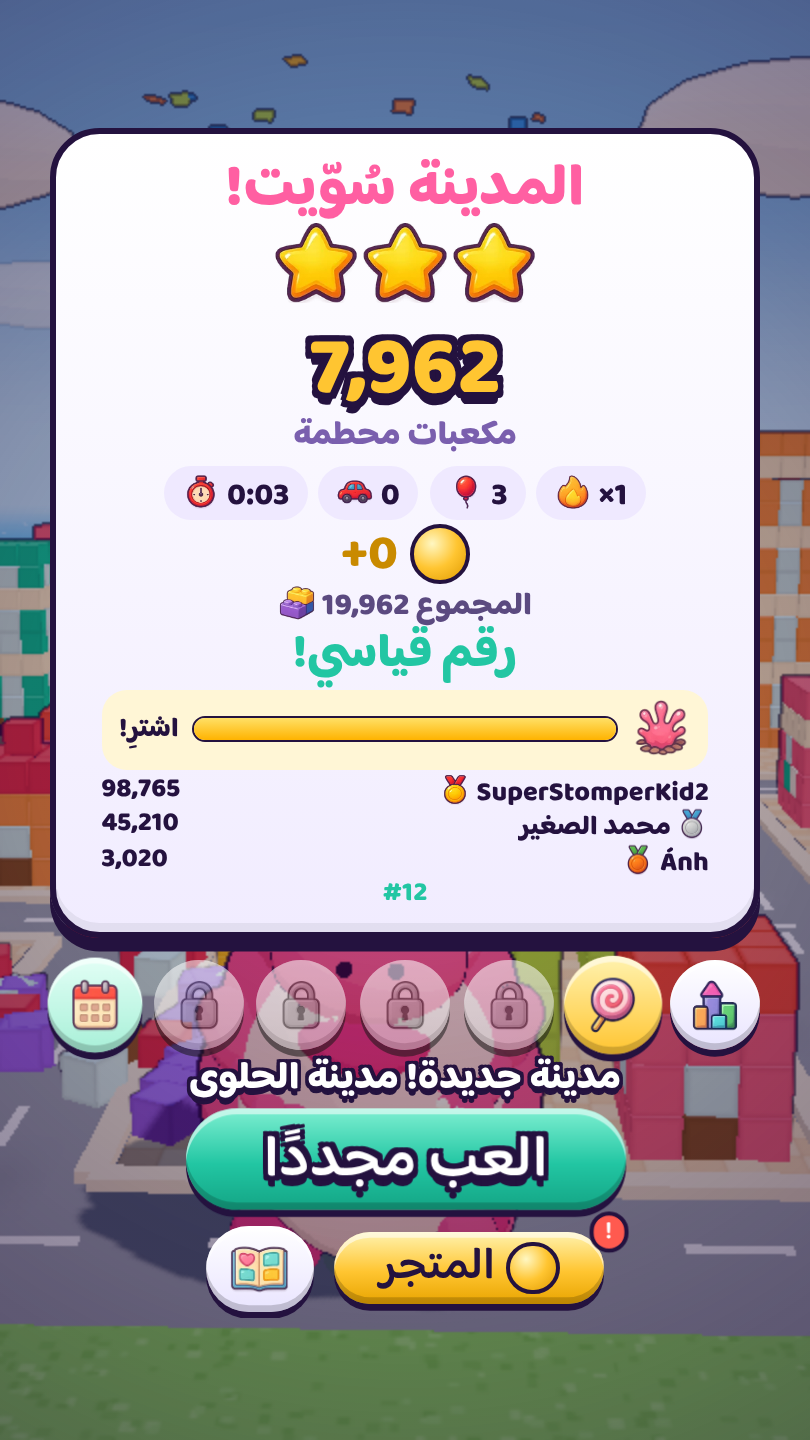 المدينة سُوّيت!
7,962
مكعبات محطمة
×1 3 0 0:03
+0
المجموع 19,962
رقم قياسي!
اشترِ!
SuperStomperKid2 98,765
محمد الصغير 45,210
Ánh 3,020
#12
مدينة جديدة! مدينة الحلوى
العب مجددًا
المتجر
!